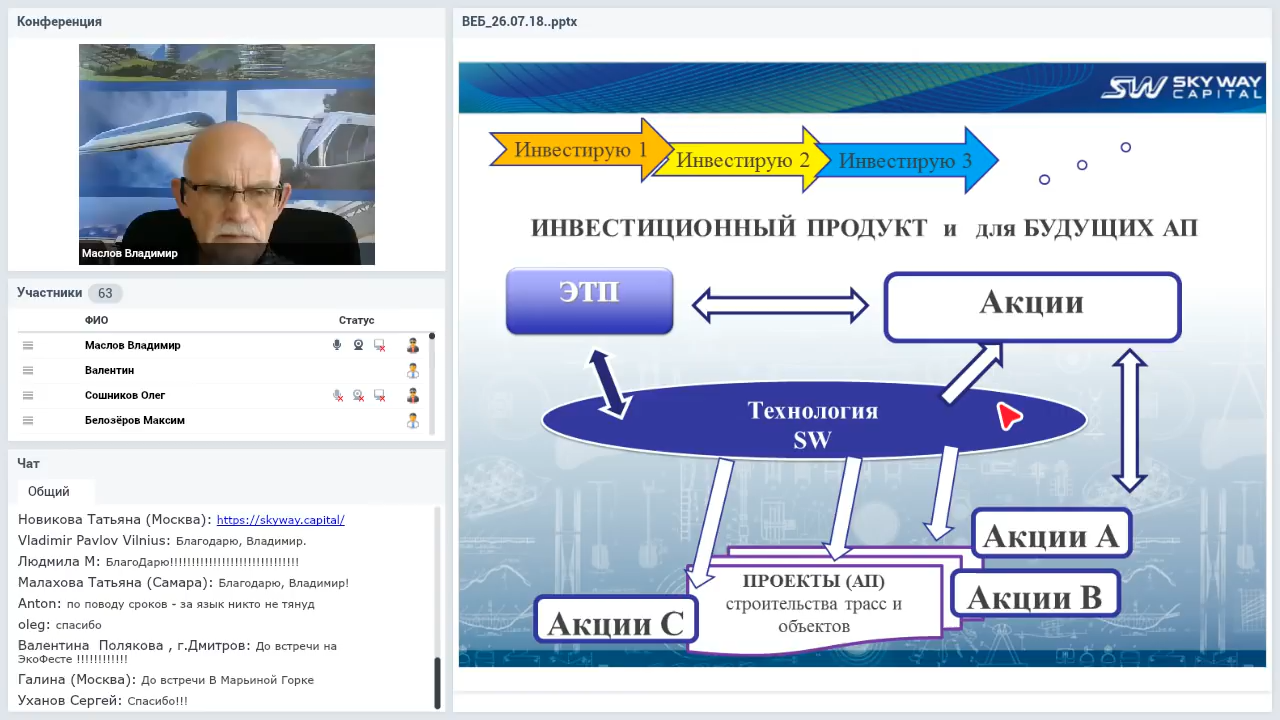 Конференция
Маслов Владимир
Участники 63
ФИО Статус
Маслов Владимир
Валентин
Сошников Олег
Белозёров Максим
Чат
Общий
Новикова Татьяна (Москва): https://skyway.capital/
Vladimir Pavlov Vilnius: Благодарю, Владимир.
Людмила М: БлагоДарю!!!!!!!!!!!!!!!!!!!!!!!!!!!!!
Малахова Татьяна (Самара): Благодарю, Владимир!
Anton: по поводу сроков - за язык никто не тянуд
oleg: спасибо
Валентина Полякова , г.Дмитров: До встречи на
ЭкоФесте !!!!!!!!!!!!
Галина (Москва): До встречи В Марьиной Горке
Уханов Сергей: Спасибо!!!
ВЕБ_26.07.18..pptx
SW SKY WAY
CAPITAL
Инвестирую 1
Инвестирую 2
Инвестирую 3
ИНВЕСТИЦИОННЫЙ ПРОДУКТ и для БУДУЩИХ АП
ЭТП
Акции
Технология
SW
Акции А
ПРОЕКТЫ (АП)
строительства трасс и
объектов
Акции В
Акции С